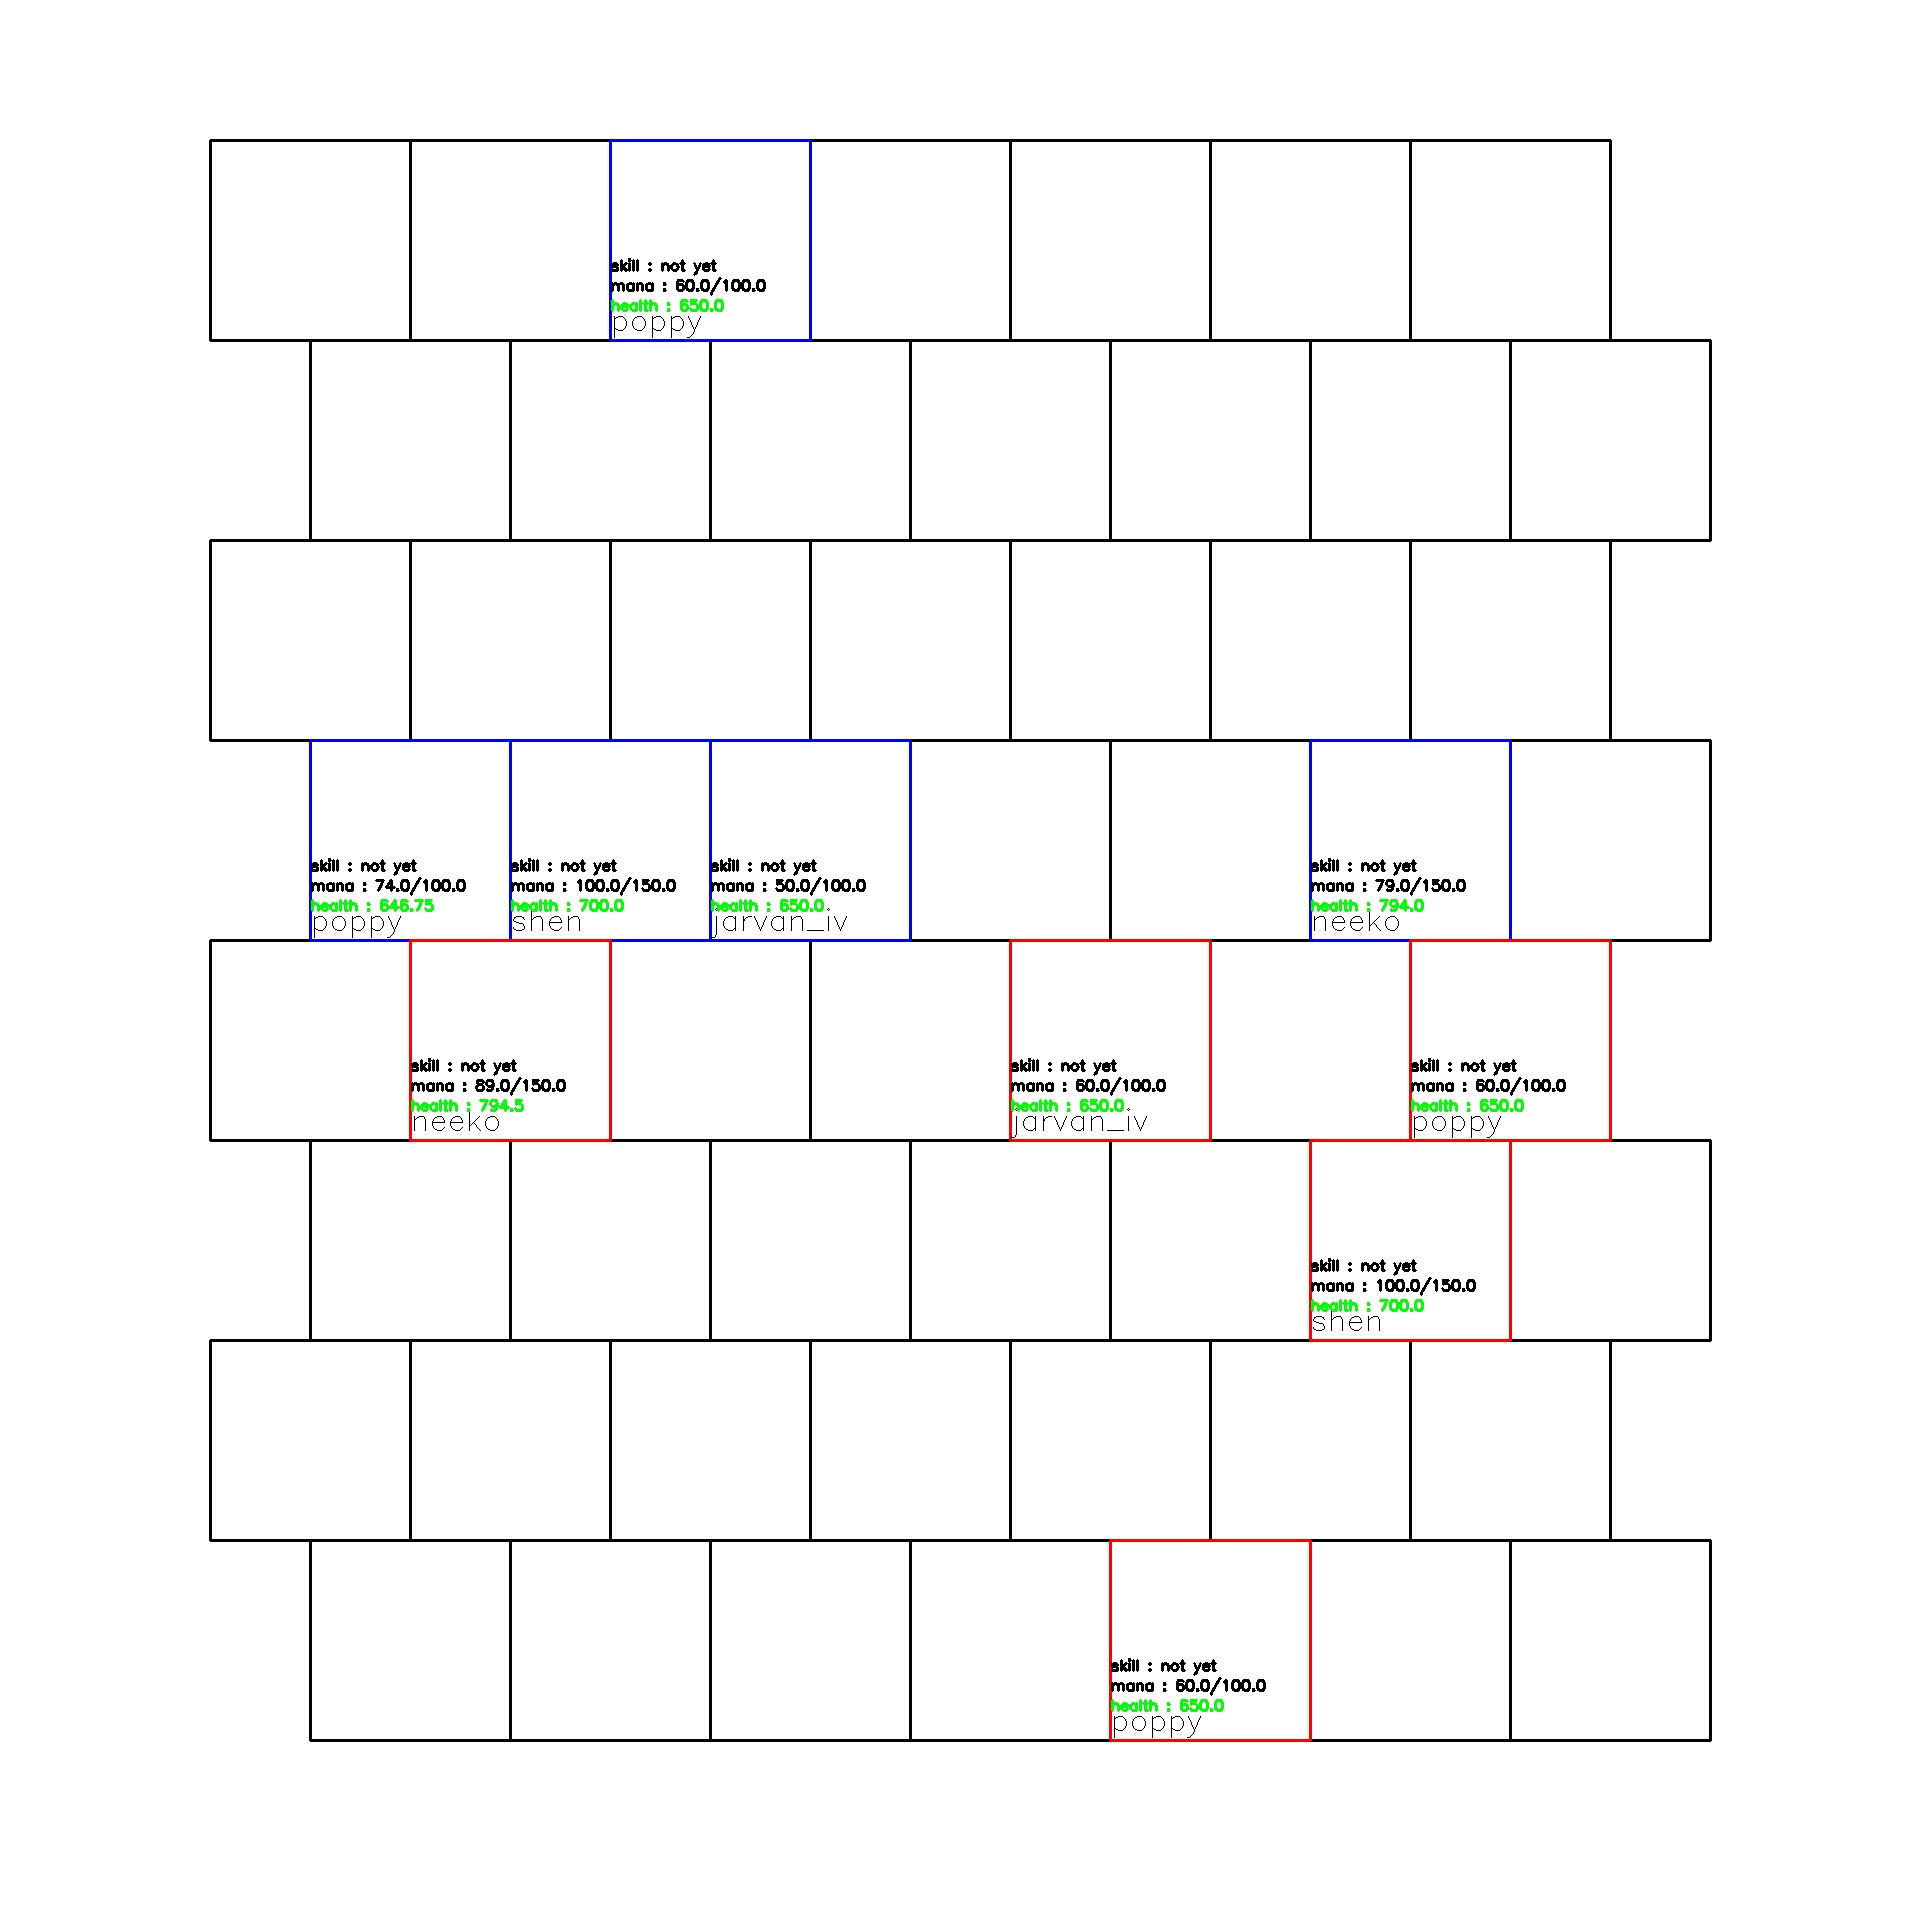 skill : not yet
mana : 60.0/100.0
health : 650.0
poppy
skill : not yet
mana : 74.0/100.0
health : 646.75
poppy
skill : not yet
mana : 100.0/150.0
health : 700.0
shen
skill : not yet
mana : 50.0/100.0
health : 650.0
jarvan_iv
skill : not yet
mana : 79.0/150.0
health : 794.0
neeko
skill : not yet
mana : 89.0/150.0
health : 794.5
neeko
skill : not yet
mana : 60.0/100.0
health : 650.0
jarvan_iv
skill : not yet
mana : 60.0/100.0
health : 650.0
poppy
skill : not yet
mana : 100.0/150.0
health : 700.0
shen
skill : not yet
mana : 60.0/100.0
health : 650.0
poppy